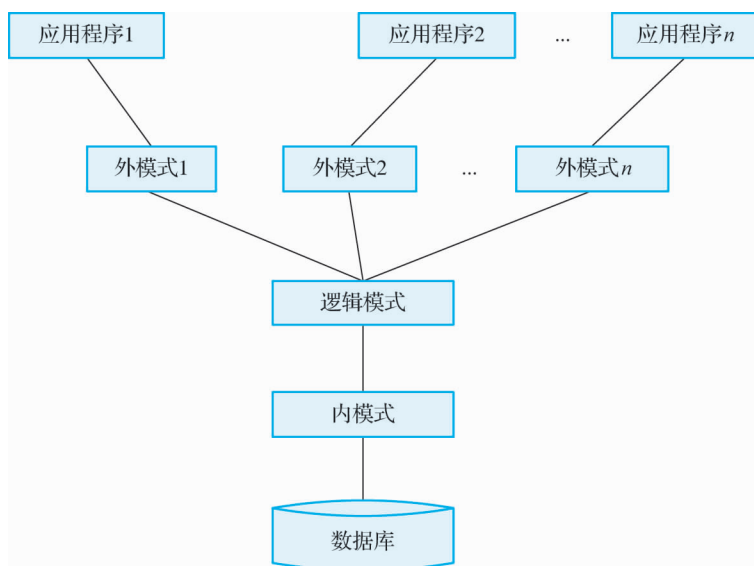 应用程序1
应用程序2
...
应用程序n
外模式1
外模式2
...
外模式n
逻辑模式
内模式
数据库